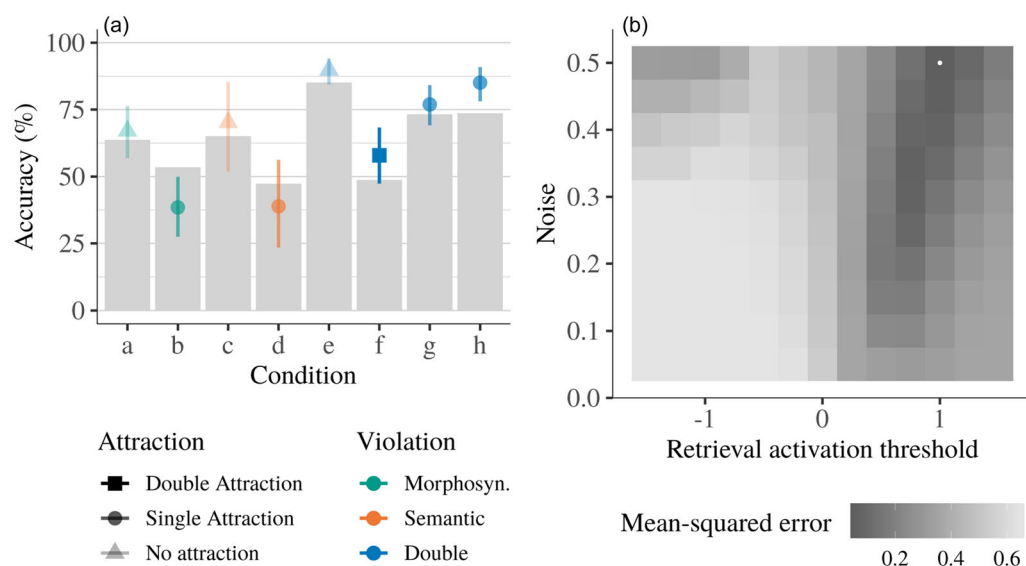 (a)
100
75
50
25
0
Accuracy (%)
a b c d e f g h
Condition
Attraction
Double Attraction
Single Attraction
No attraction
Violation
Morphosyn.
Semantic
Double
(b)
0.5
0.4
0.3
0.2
0.1
0.0
Noise
-1 0 1
Retrieval activation threshold
Mean-squared error
0.2 0.4 0.6